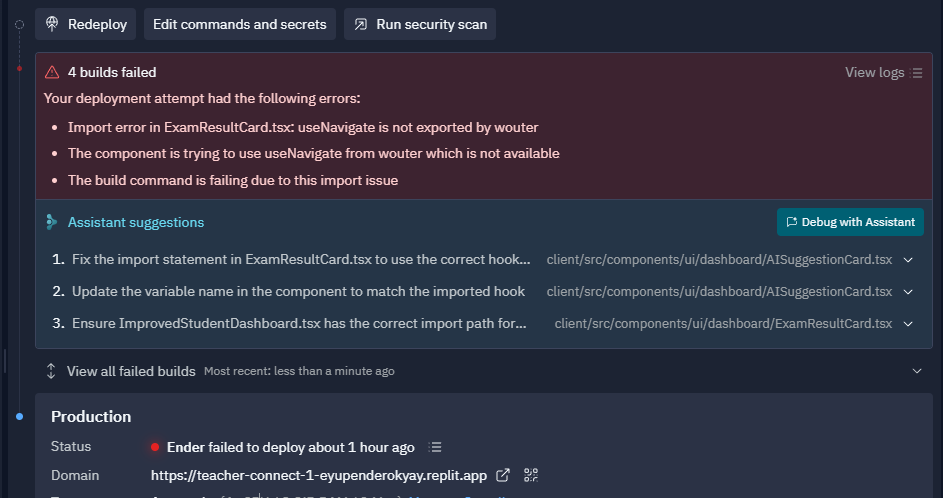 Redeploy Edit commands and secrets Run security scan
4 builds failed View logs
Your deployment attempt had the following errors:
• Import error in ExamResultCard.tsx: useNavigate is not exported by wouter
• The component is trying to use useNavigate from wouter which is not available
• The build command is failing due to this import issue
Assistant suggestions Debug with Assistant
1. Fix the import statement in ExamResultCard.tsx to use the correct hook... client/src/components/ui/dashboard/AISuggestionCard.tsx
2. Update the variable name in the component to match the imported hook client/src/components/ui/dashboard/AISuggestionCard.tsx
3. Ensure ImprovedStudentDashboard.tsx has the correct import path for... client/src/components/ui/dashboard/ExamResultCard.tsx
View all failed builds Most recent: less than a minute ago
Production
Status Ender failed to deploy about 1 hour ago
Domain https://teacher-connect-1-eyupenderokyay.replit.app